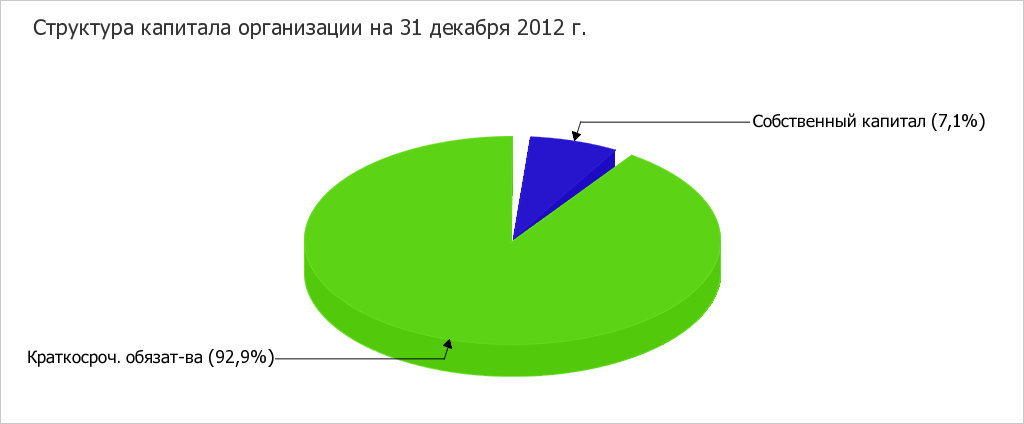 Структура капитала организации на 31 декабря 2012 г.
Собственный капитал (7,1%)
Краткосроч. обязат-ва (92,9%)